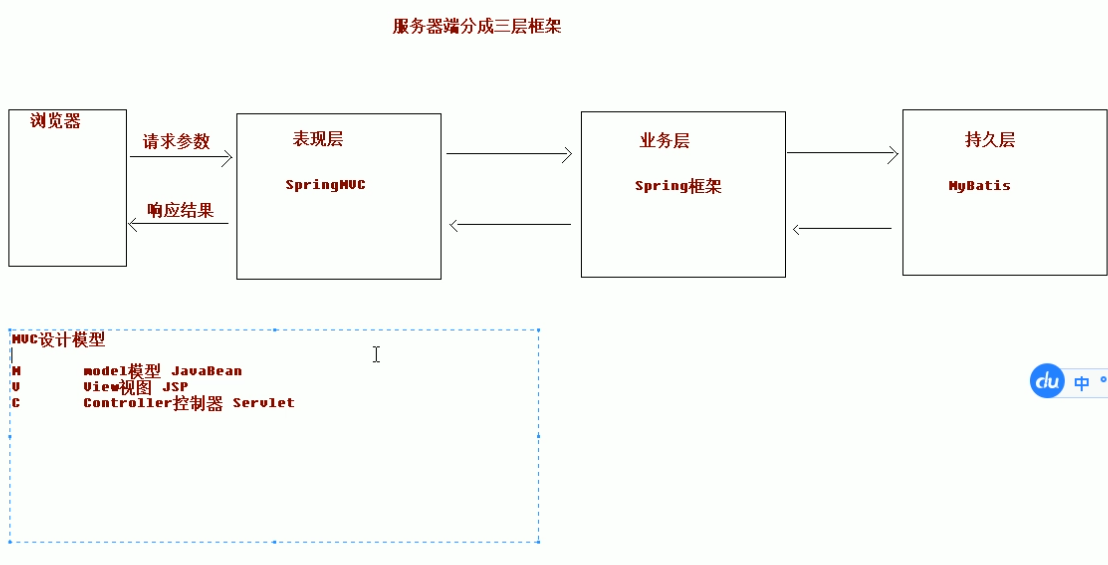 服务器端分成三层框架
浏览器
请求参数
响应结果
表现层
SpringMVC
业务层
Spring框架
持久层
MyBatis
MVC设计模型
M model模型 JavaBean
V View视图 JSP
C Controller控制器 Servlet
du 中 °